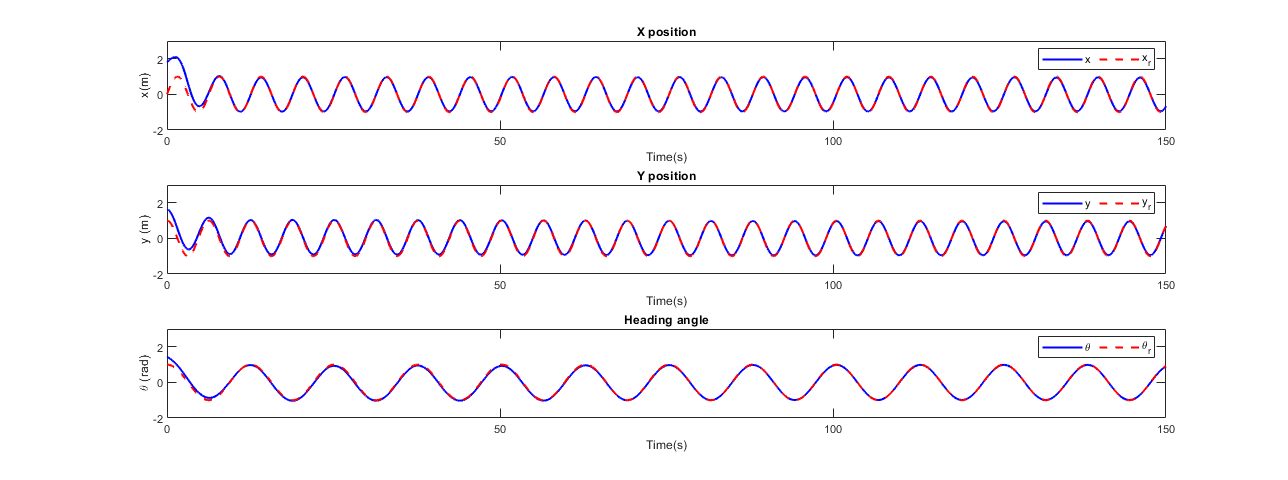 X position
x(m)
2
0
-2
x x_r
0 50 100 150
Time(s)
Y position
y (m)
2
0
-2
y y_r
0 50 100 150
Time(s)
Heading angle
θ (rad)
2
0
-2
θ θ_r
0 50 100 150
Time(s)